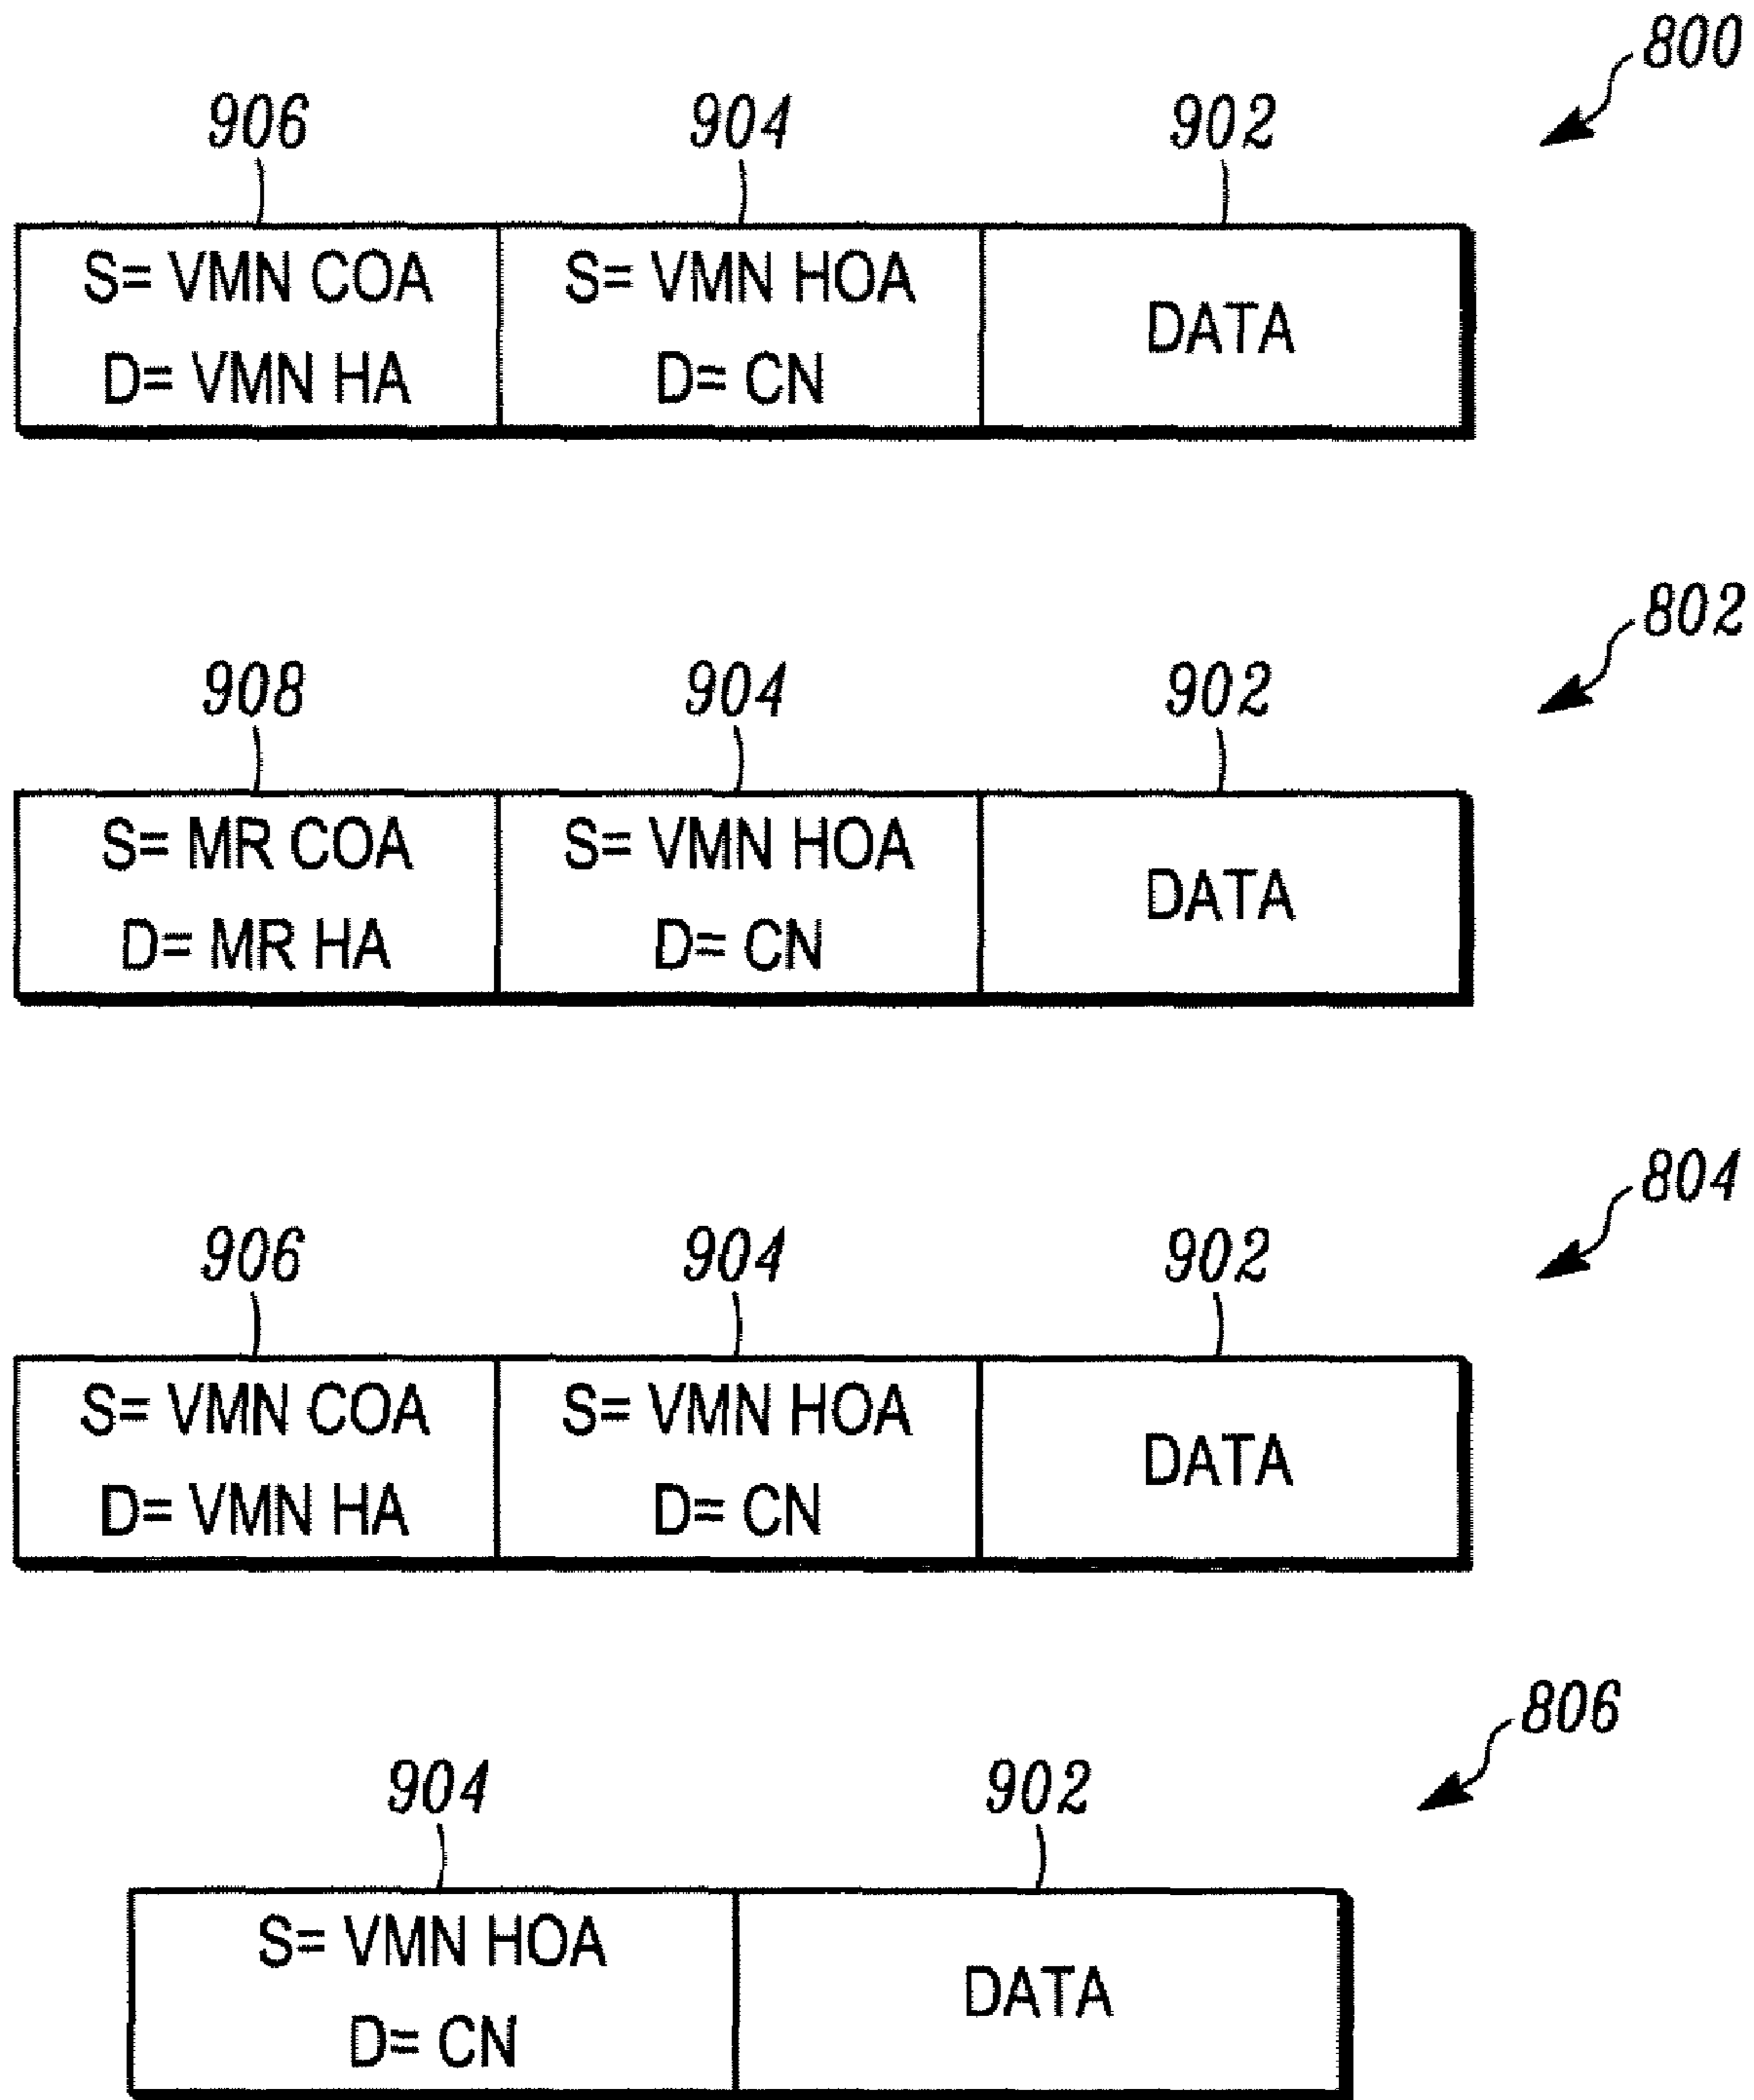 800
906 904 902
S= VMN COA S= VMN HOA DATA
D= VMN HA D= CN
802
908 904 902
S= MR COA S= VMN HOA DATA
D= MR HA D= CN
804
906 904 902
S= VMN COA S= VMN HOA DATA
D= VMN HA D= CN
806
904 902
S= VMN HOA DATA
D= CN